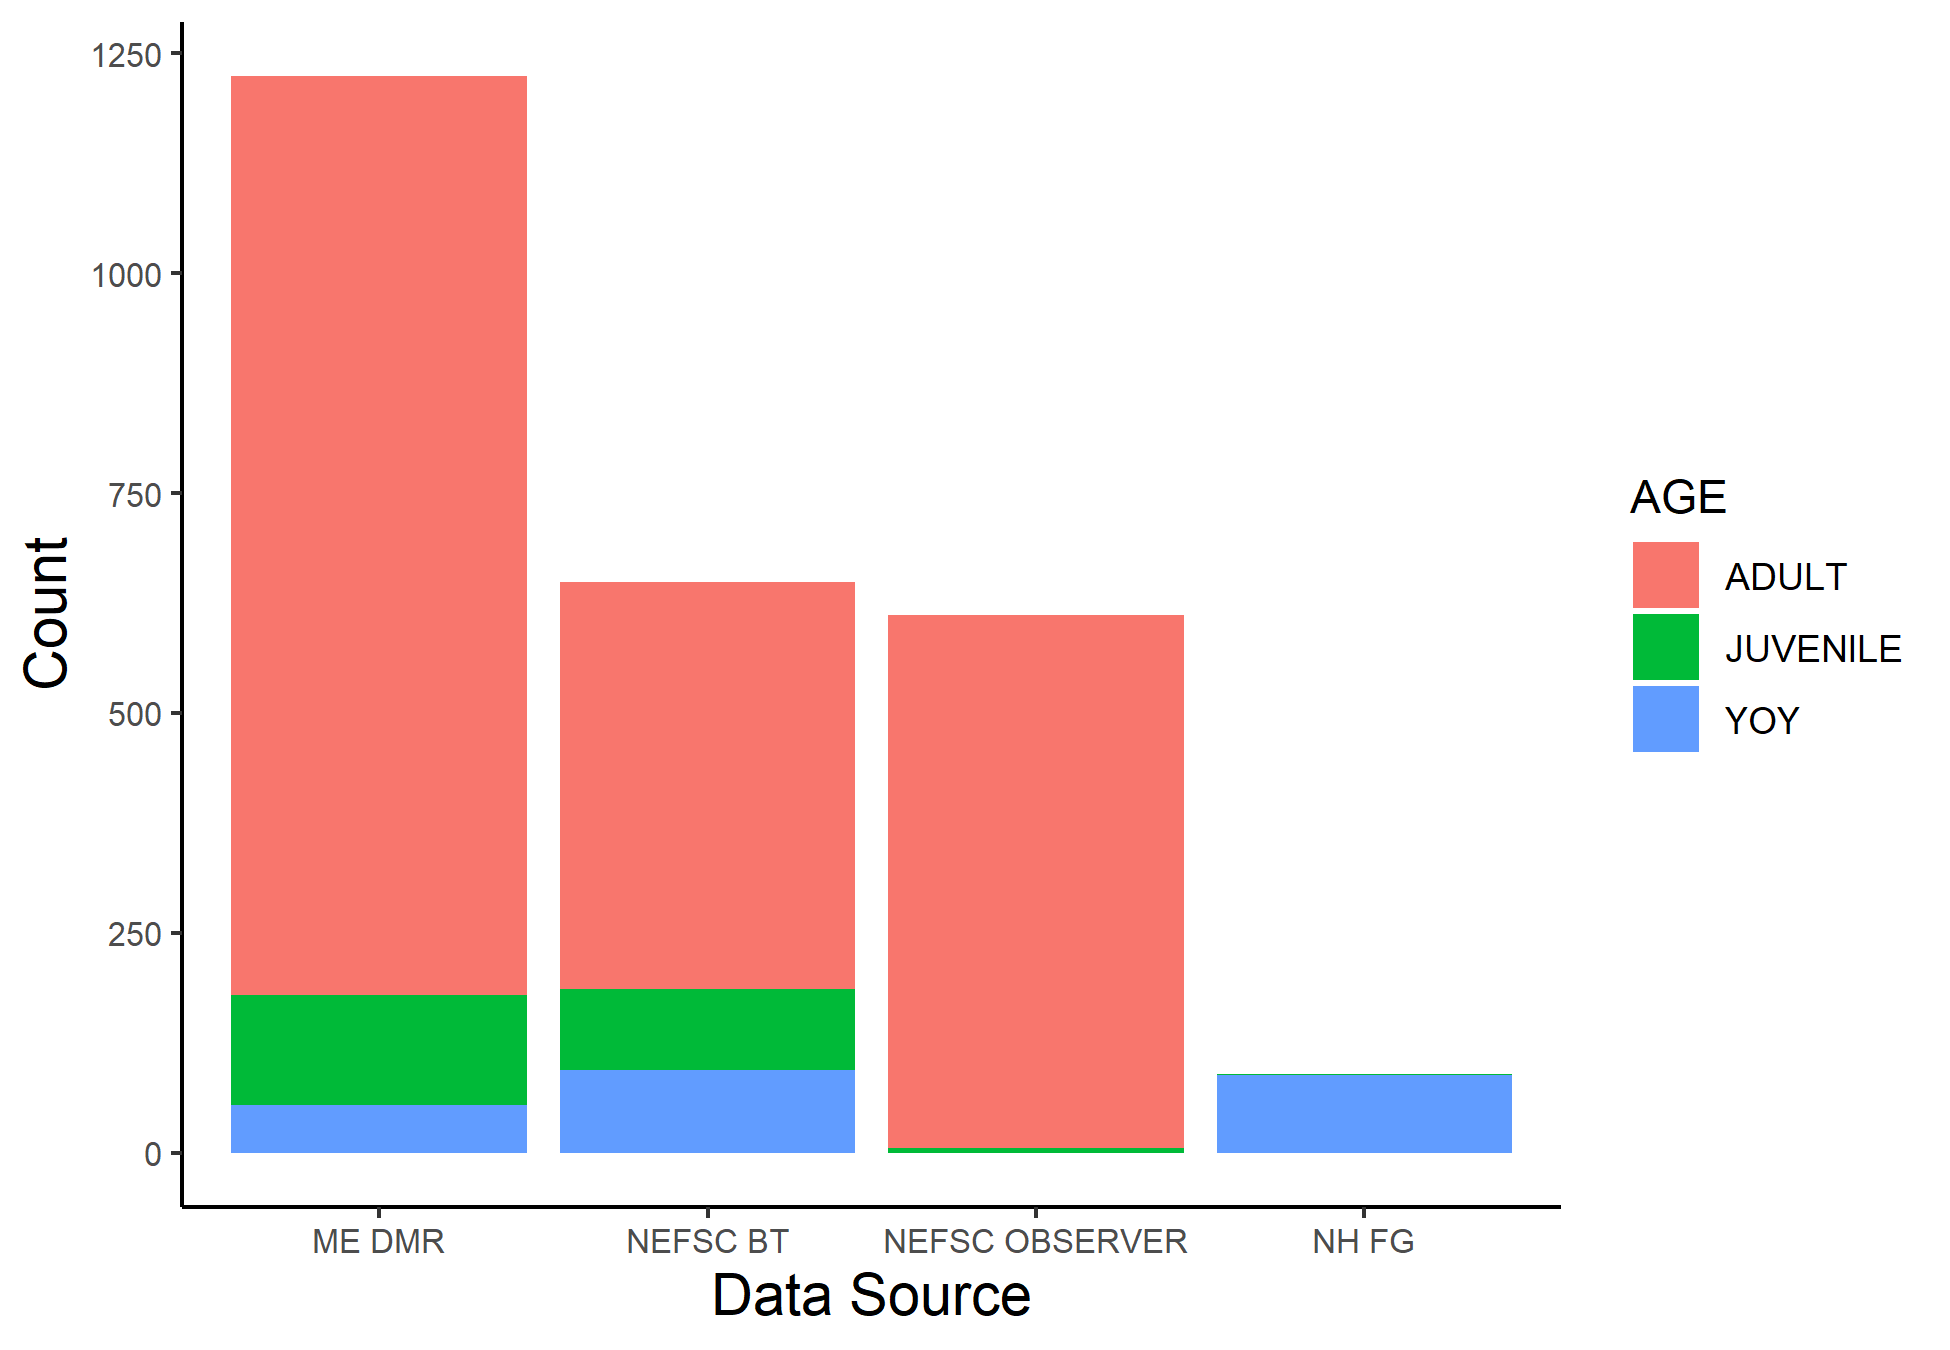 Count
1250
1000
750
500
250
0
ME DMR
NEFSC BT
NEFSC OBSERVER
NH FG
Data Source
AGE
ADULT
JUVENILE
YOY